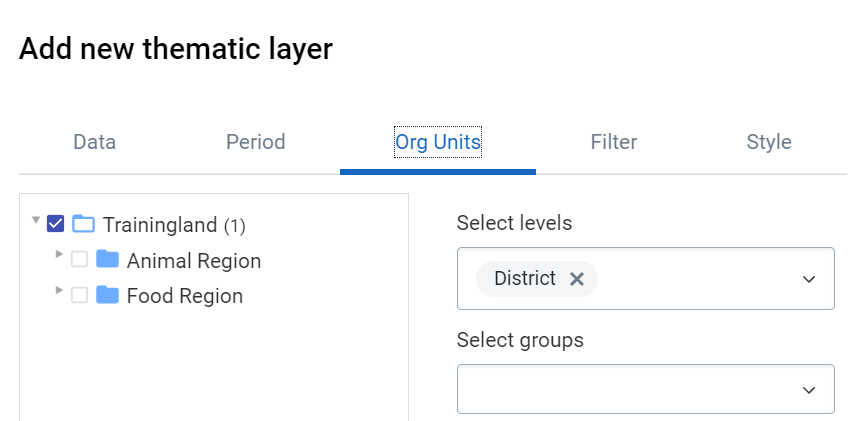 Add new thematic layer
Data Period Org Units Filter Style
Trainingland (1)
Animal Region
Food Region
Select levels
District
Select groups